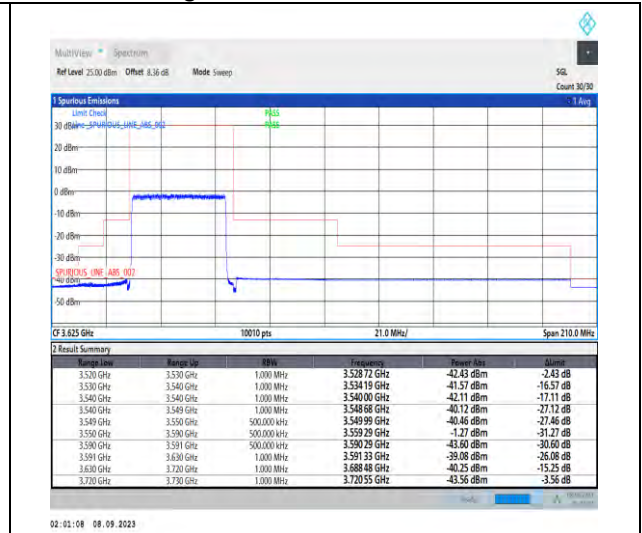 MultiView Spectrum
Ref Level 25.00 dBm Offset 8.36 dB Mode Sweep SGL
Count 30/30
1 Spurious Emissions 1 Avg
Limit Check PASS
30 dBm Line _SPURIOUS_LINE_ABS_002 PASS
20 dBm
10 dBm
0 dBm
-10 dBm
-20 dBm
-30 dBm
SPURIOUS_LINE_ABS_002
-40 dBm
-50 dBm
CF 3.625 GHz 10010 pts 21.0 MHz/ Span 210.0 MHz
2 Result Summary
Range Low Range Up RBW Frequency Power Abs ΔLimit
3.520 GHz 3.530 GHz 1.000 MHz 3.528 72 GHz -42.43 dBm -2.43 dB
3.530 GHz 3.540 GHz 1.000 MHz 3.534 19 GHz -41.57 dBm -16.57 dB
3.540 GHz 3.540 GHz 1.000 MHz 3.540 00 GHz -42.11 dBm -17.11 dB
3.540 GHz 3.549 GHz 1.000 MHz 3.548 68 GHz -40.12 dBm -27.12 dB
3.549 GHz 3.550 GHz 500.000 kHz 3.549 99 GHz -40.46 dBm -27.46 dB
3.550 GHz 3.590 GHz 500.000 kHz 3.559 29 GHz -1.27 dBm -31.27 dB
3.590 GHz 3.591 GHz 500.000 kHz 3.590 29 GHz -43.60 dBm -30.60 dB
3.591 GHz 3.630 GHz 1.000 MHz 3.591 33 GHz -39.08 dBm -26.08 dB
3.630 GHz 3.720 GHz 1.000 MHz 3.688 48 GHz -40.25 dBm -15.25 dB
3.720 GHz 3.730 GHz 1.000 MHz 3.720 55 GHz -43.56 dBm -3.56 dB
02:01:08 08.09.2023